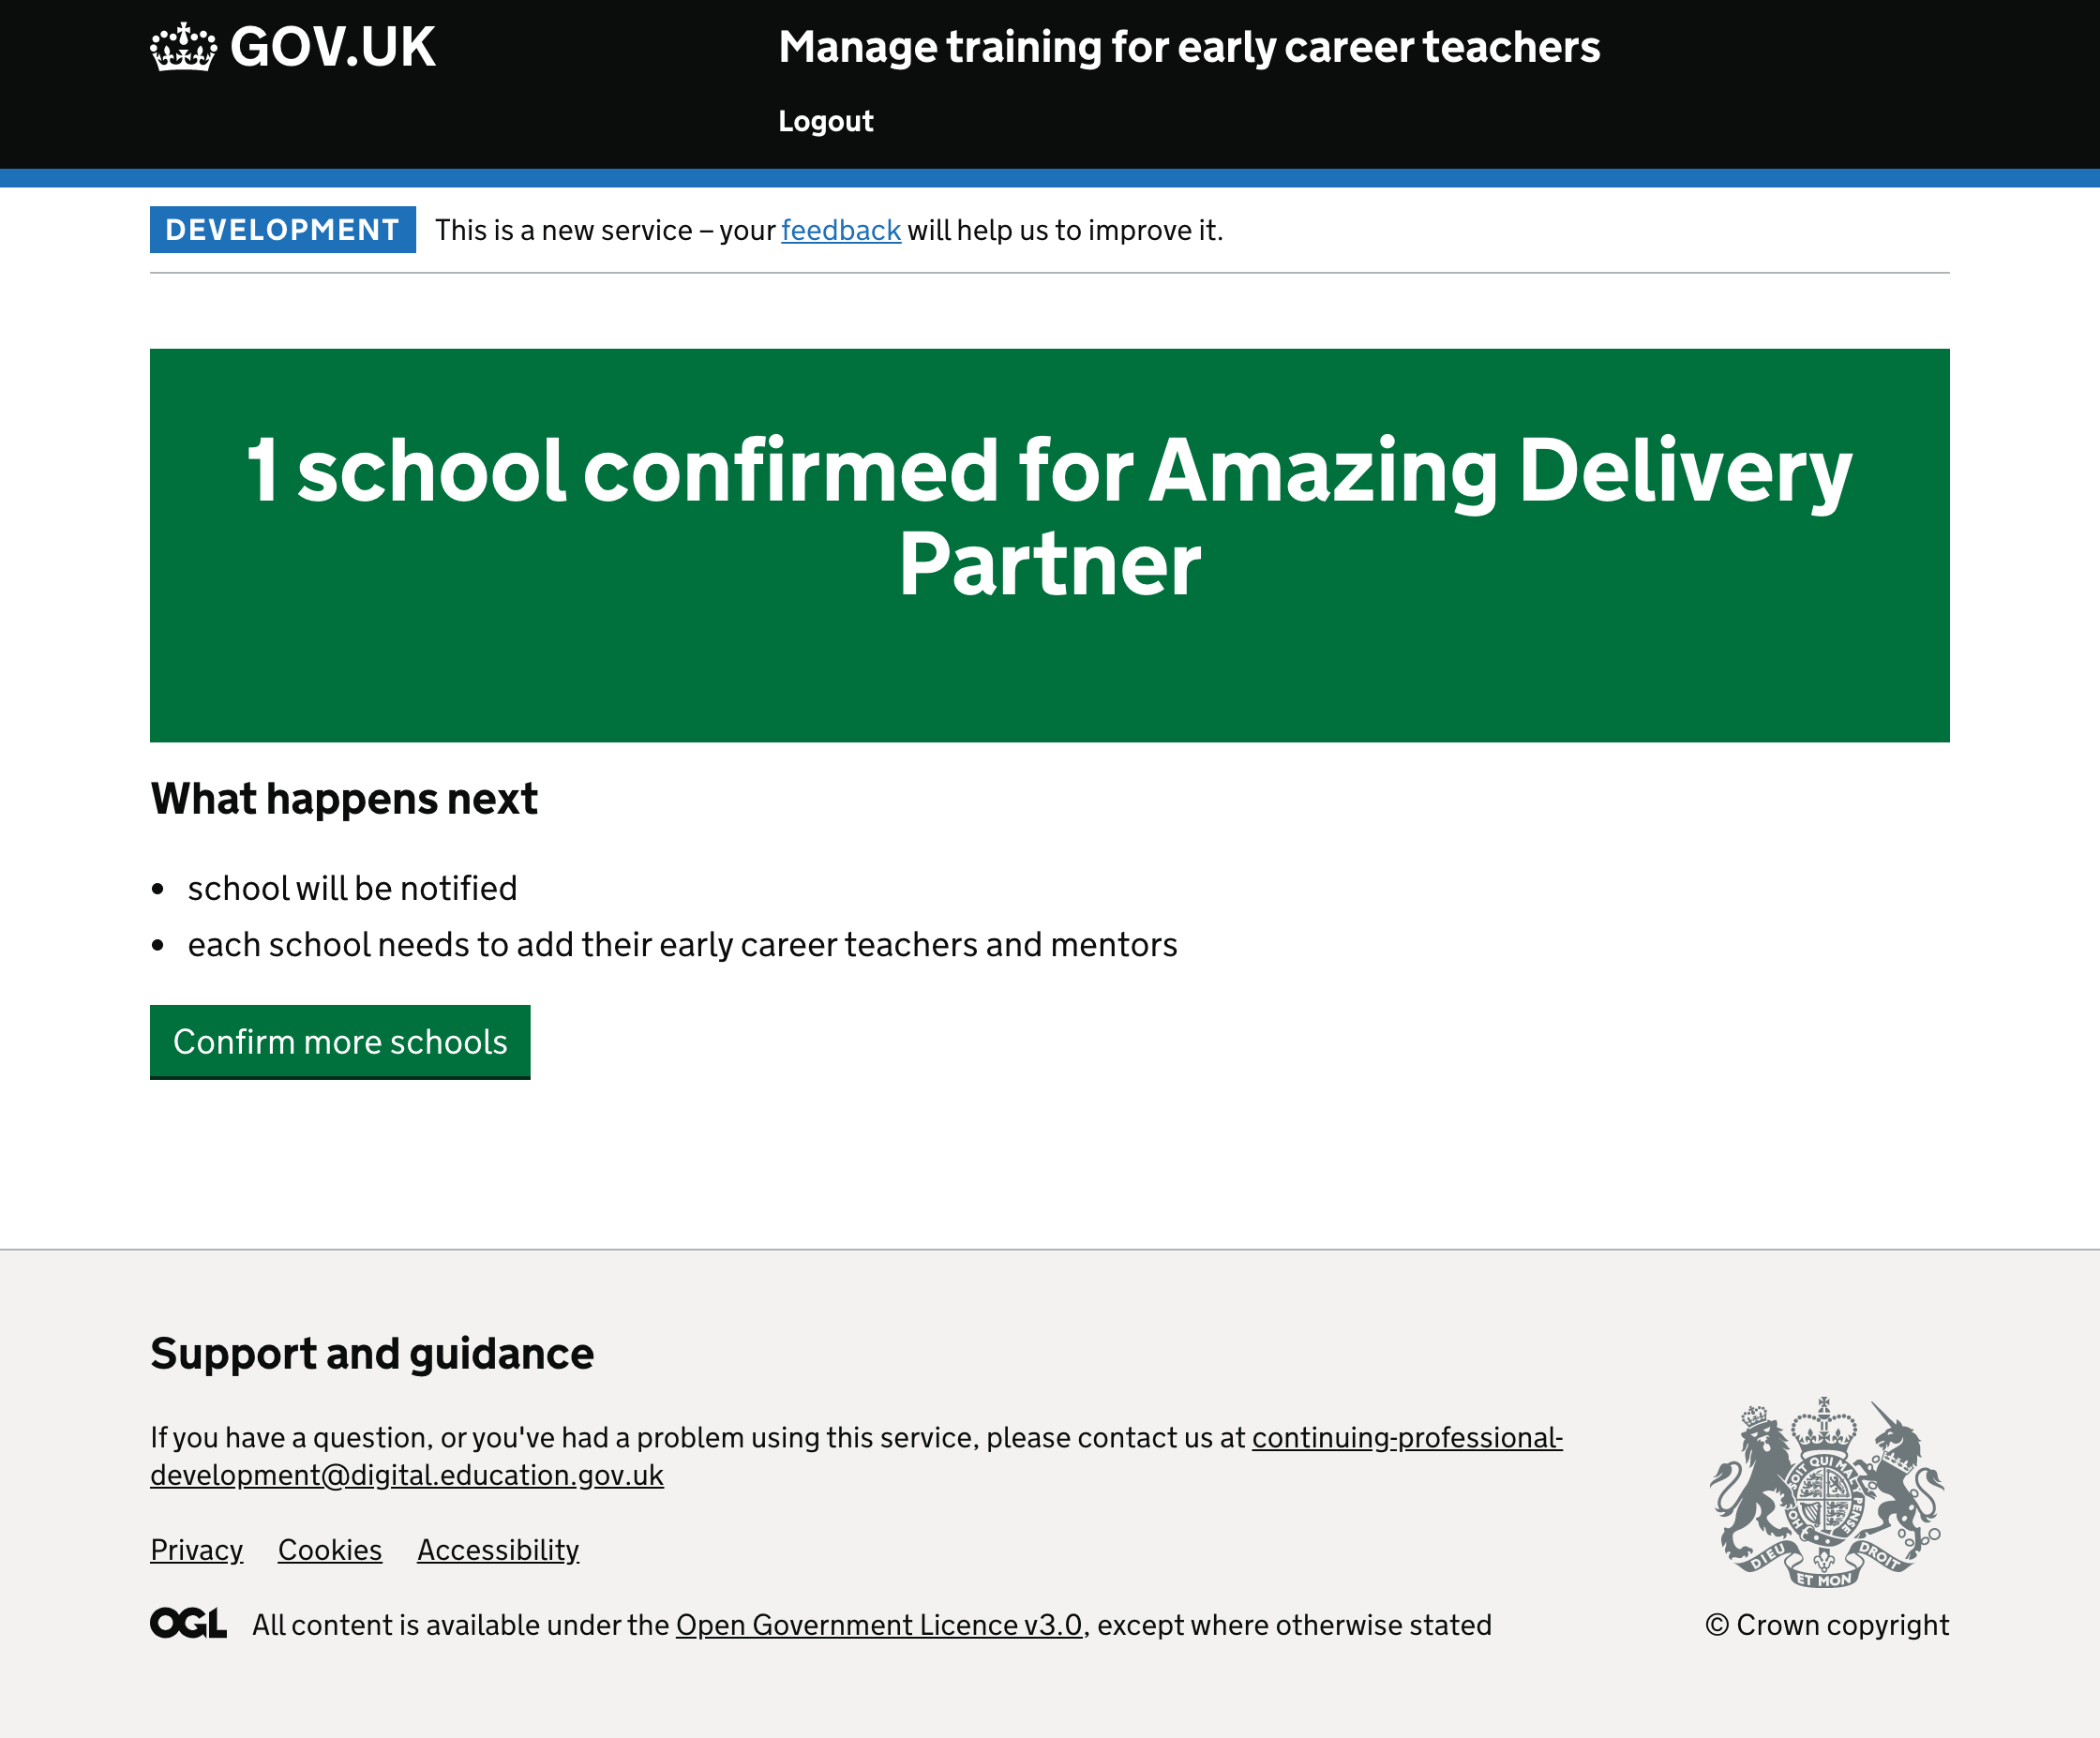 GOV.UK
Manage training for early career teachers
Logout
DEVELOPMENT This is a new service – your feedback will help us to improve it.
1 school confirmed for Amazing Delivery
Partner
What happens next
• school will be notified
• each school needs to add their early career teachers and mentors
Confirm more schools
Support and guidance
If you have a question, or you've had a problem using this service, please contact us at continuing-professional-
development@digital.education.gov.uk
Privacy Cookies Accessibility
OGL All content is available under the Open Government Licence v3.0, except where otherwise stated
SOIT QUI MAL
PENSE
HON
DIEU
ET MON
DROIT
© Crown copyright